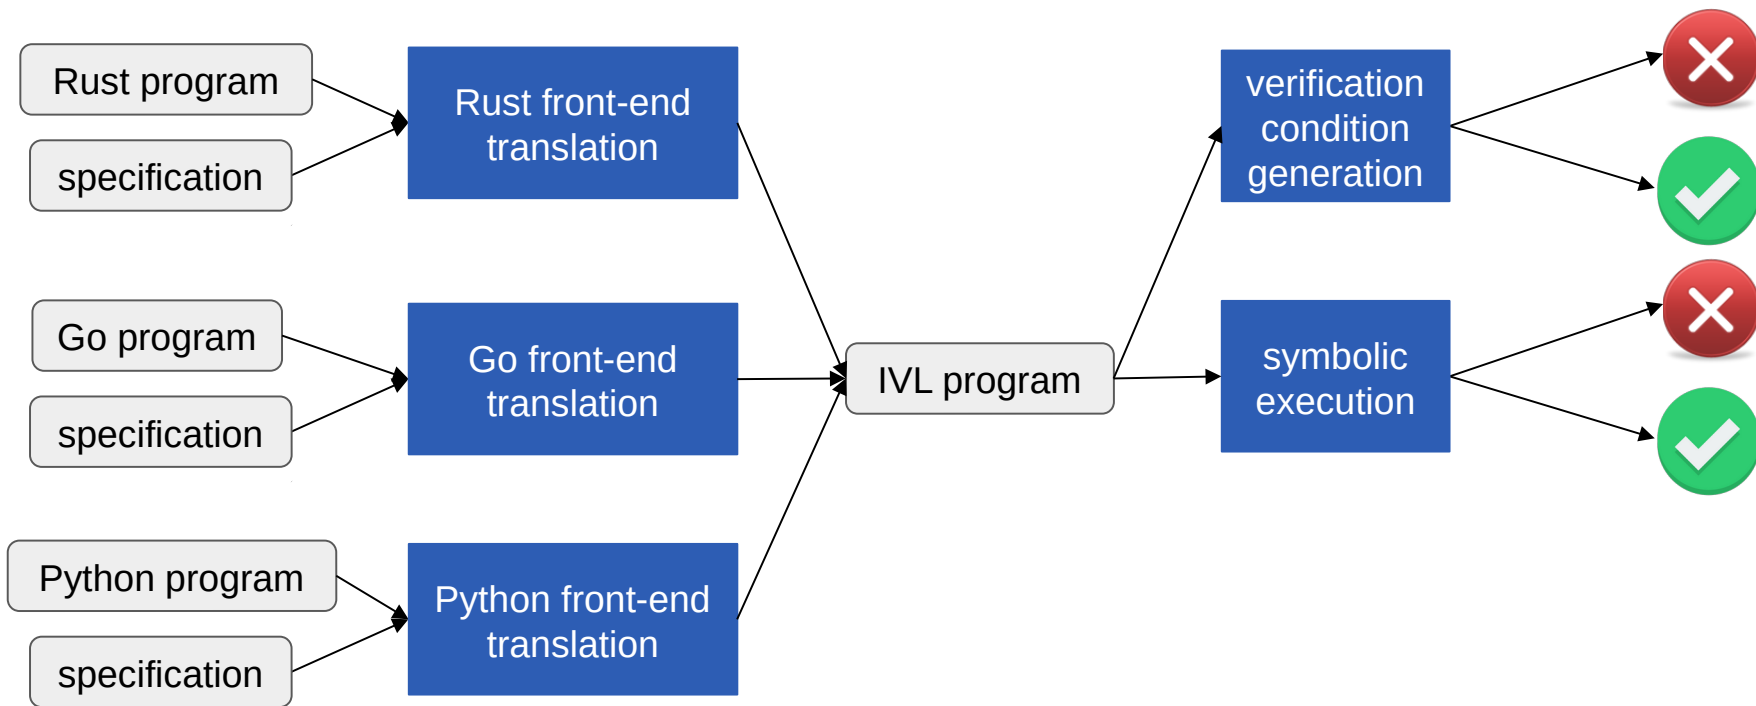 Rust program
specification
Rust front-end
translation
Go program
specification
Go front-end
translation
Python program
specification
Python front-end
translation
IVL program
verification
condition
generation
symbolic
execution